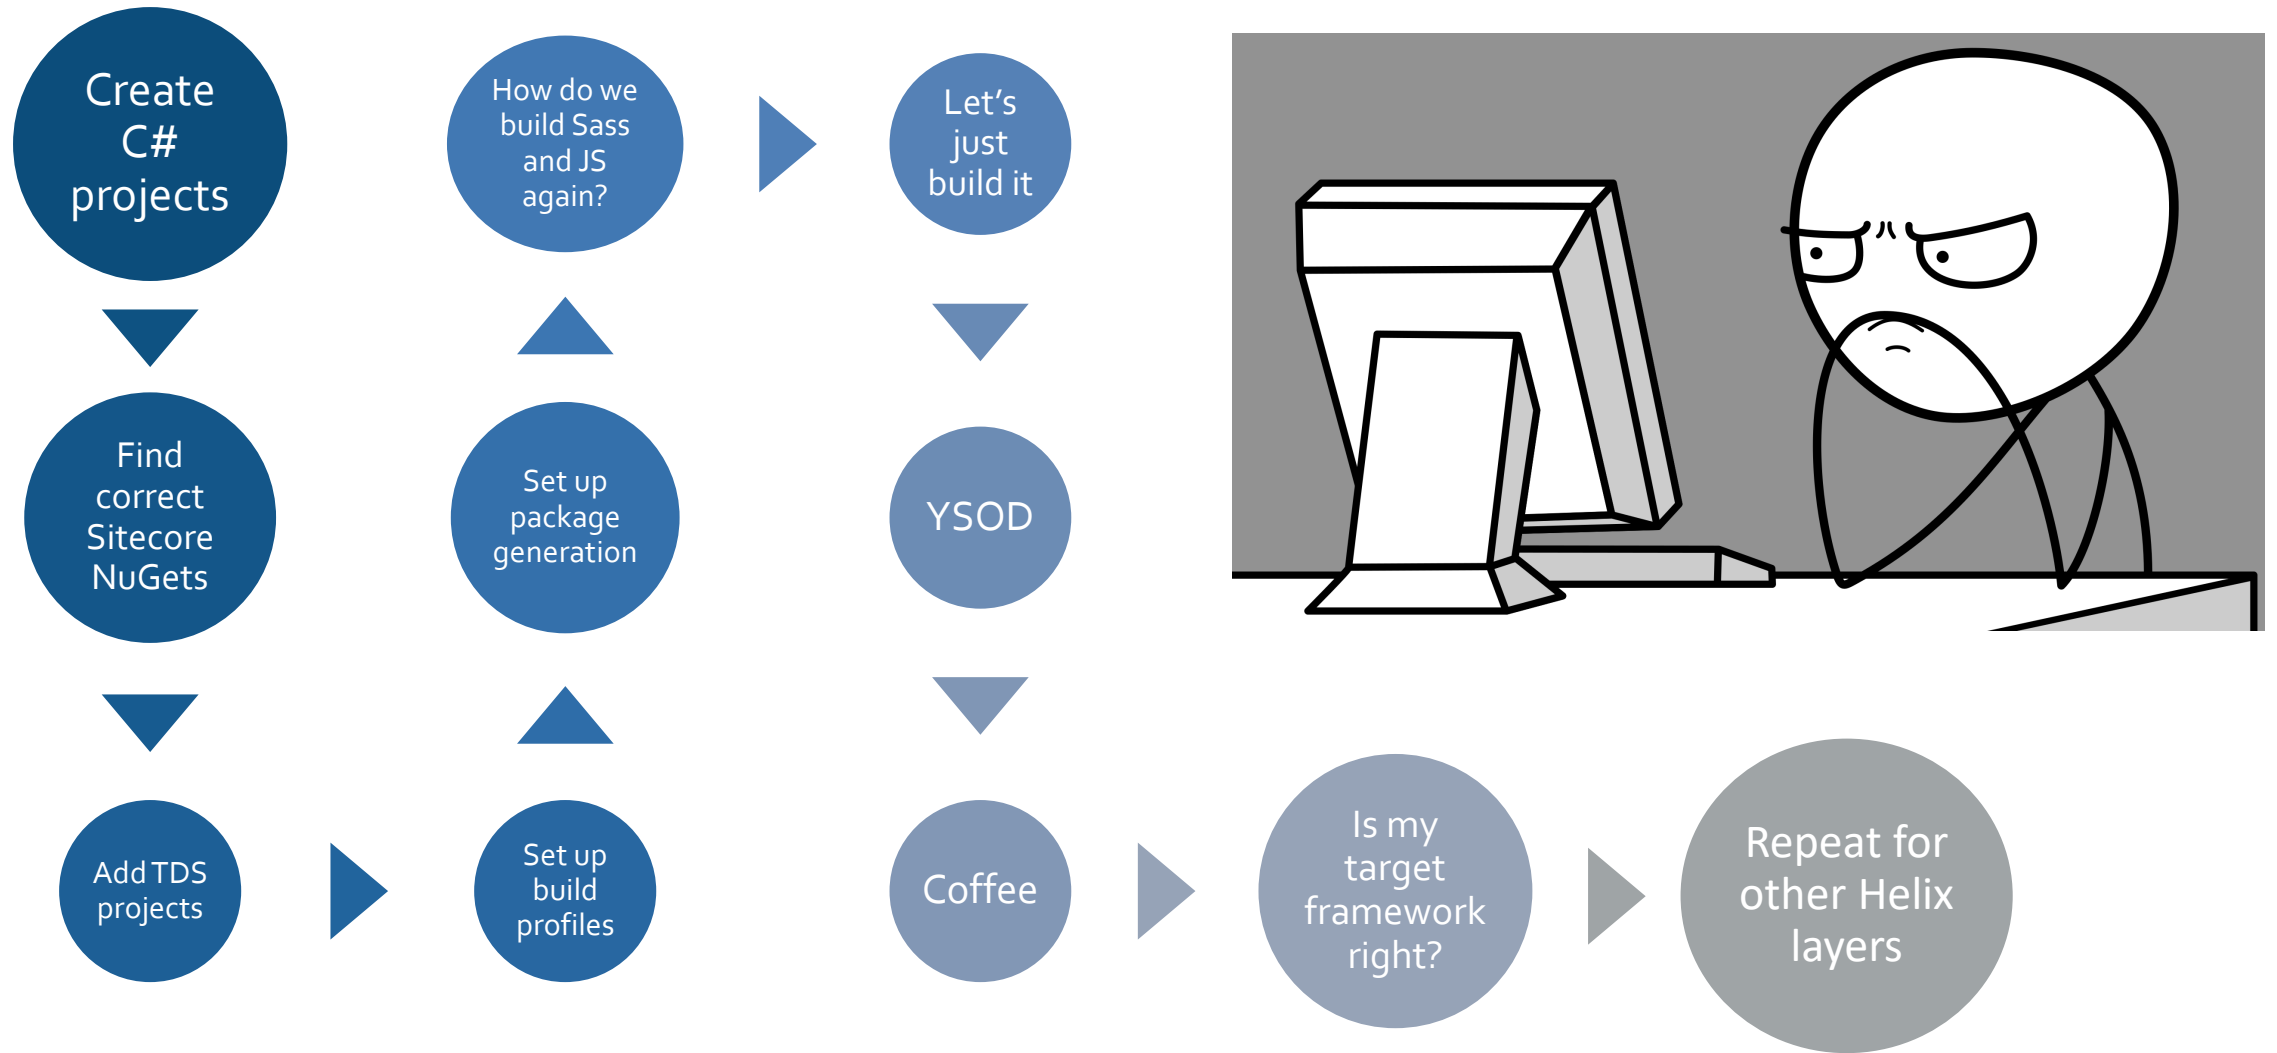 Create
C#
projects
Find
correct
Sitecore
NuGets
Add TDS
projects
Set up
build
profiles
Set up
package
generation
How do we
build Sass
and JS
again?
Let's
just
build it
YSOD
Coffee
Is my
target
framework
right?
Repeat for
other Helix
layers